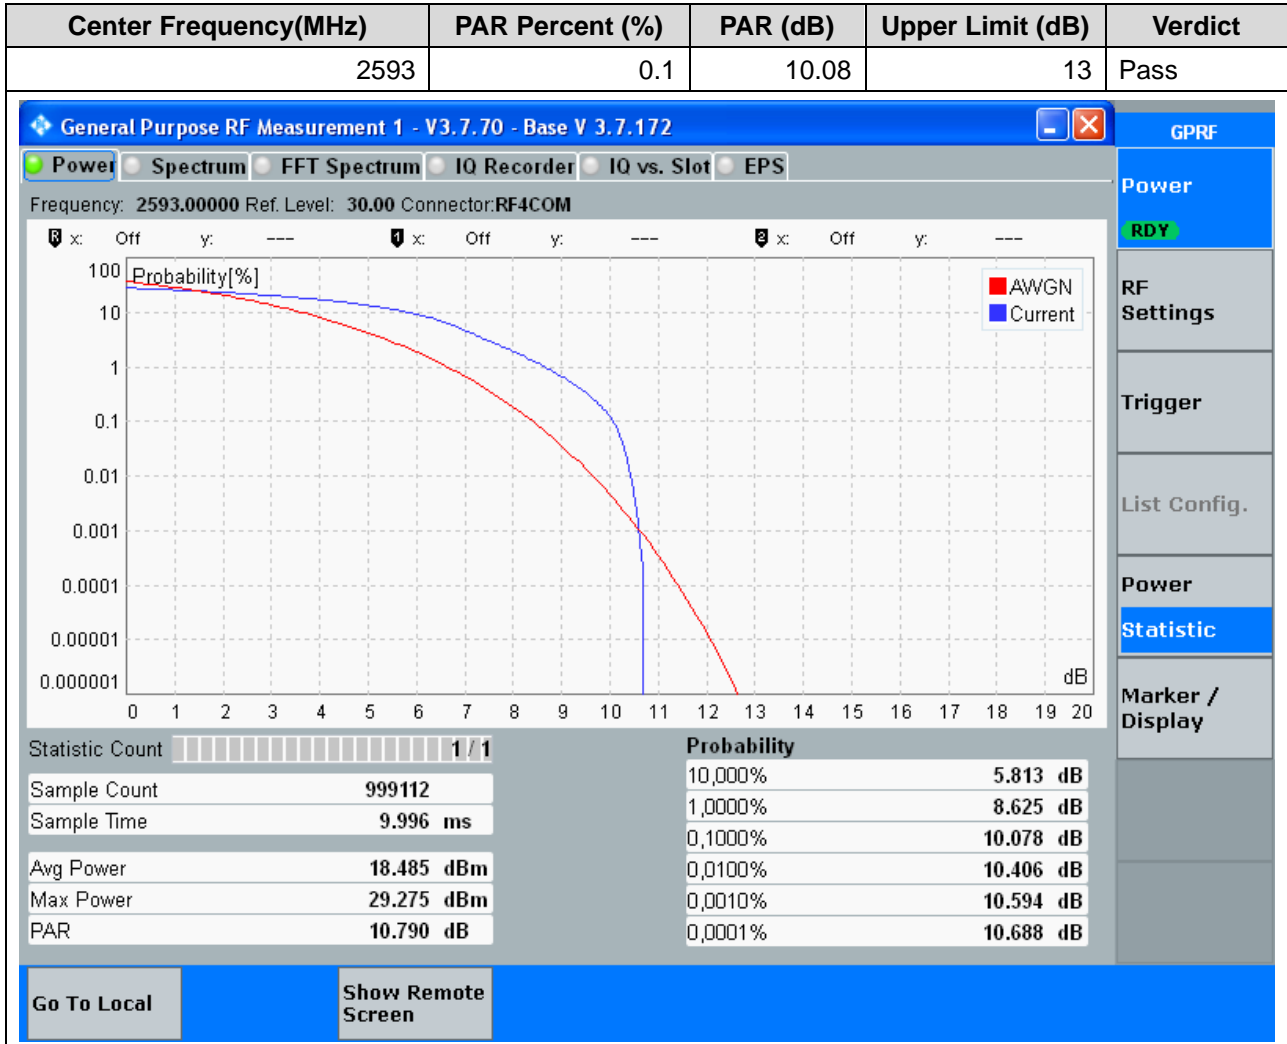 Center Frequency(MHz) PAR Percent (%) PAR (dB) Upper Limit (dB) Verdict
2593 0.1 10.08 13 Pass
General Purpose RF Measurement 1 - V3.7.70 - Base V 3.7.172
GPRF
Power Spectrum FFT Spectrum IQ Recorder IQ vs. Slot EPS
Frequency: 2593.00000 Ref. Level: 30.00 Connector:RF4COM
R x: Off y: --- 1 x: Off y: --- 2 x: Off y: ---
Probability[%]
AWGN
Current
100
10
1
0.1
0.01
0.001
0.0001
0.00001
0.000001
dB
0 1 2 3 4 5 6 7 8 9 10 11 12 13 14 15 16 17 18 19 20
Statistic Count 1 / 1
Sample Count 999112
Sample Time 9.996 ms
Avg Power 18.485 dBm
Max Power 29.275 dBm
PAR 10.790 dB
Probability
10,000% 5.813 dB
1,0000% 8.625 dB
0,1000% 10.078 dB
0,0100% 10.406 dB
0,0010% 10.594 dB
0,0001% 10.688 dB
Power
RDY
RF
Settings
Trigger
List Config.
Power
Statistic
Marker /
Display
Go To Local
Show Remote
Screen